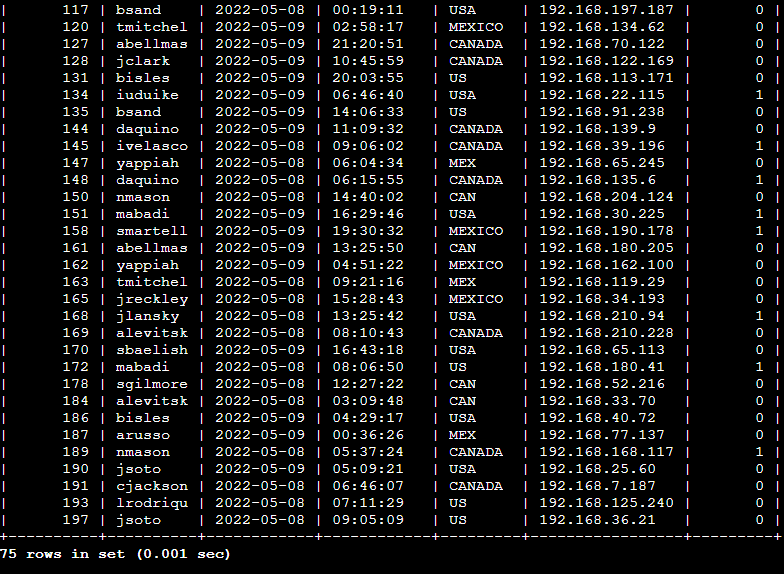 |      117 | bsand    | 2022-05-08 | 00:19:11   | USA     | 192.168.197.187 |       0 |
|      120 | tmitchel | 2022-05-09 | 02:58:17   | MEXICO  | 192.168.134.62  |       0 |
|      127 | abellmas | 2022-05-09 | 21:20:51   | CANADA  | 192.168.70.122  |       0 |
|      128 | jclark   | 2022-05-09 | 10:45:59   | CANADA  | 192.168.122.169 |       0 |
|      131 | bisles   | 2022-05-09 | 20:03:55   | US      | 192.168.113.171 |       0 |
|      134 | iuduike  | 2022-05-08 | 06:46:40   | USA     | 192.168.22.115  |       1 |
|      135 | bsand    | 2022-05-09 | 14:06:33   | US      | 192.168.91.238  |       0 |
|      144 | daquino  | 2022-05-09 | 11:09:32   | CANADA  | 192.168.139.9   |       0 |
|      145 | ivelasco | 2022-05-08 | 09:06:02   | CANADA  | 192.168.39.196  |       1 |
|      147 | yappiah  | 2022-05-08 | 06:04:34   | MEX     | 192.168.65.245  |       0 |
|      148 | daquino  | 2022-05-08 | 06:15:55   | CANADA  | 192.168.135.6   |       1 |
|      150 | nmason   | 2022-05-08 | 14:40:02   | CAN     | 192.168.204.124 |       0 |
|      151 | mabadi   | 2022-05-09 | 16:29:46   | USA     | 192.168.30.225  |       1 |
|      158 | smartell | 2022-05-09 | 19:30:32   | MEXICO  | 192.168.190.178 |       1 |
|      161 | abellmas | 2022-05-09 | 13:25:50   | CAN     | 192.168.180.205 |       0 |
|      162 | yappiah  | 2022-05-09 | 04:51:22   | MEXICO  | 192.168.162.100 |       0 |
|      163 | tmitchel | 2022-05-09 | 09:21:16   | MEX     | 192.168.119.29  |       0 |
|      165 | jreckley | 2022-05-08 | 15:28:43   | MEXICO  | 192.168.34.193  |       0 |
|      168 | jlansky  | 2022-05-08 | 13:25:42   | USA     | 192.168.210.94  |       1 |
|      169 | alevitsk | 2022-05-09 | 08:10:43   | CANADA  | 192.168.210.228 |       0 |
|      170 | sbaelish | 2022-05-09 | 16:43:18   | USA     | 192.168.65.113  |       0 |
|      172 | mabadi   | 2022-05-08 | 08:06:50   | US      | 192.168.180.41  |       1 |
|      178 | sgilmore | 2022-05-08 | 12:27:22   | CAN     | 192.168.52.216  |       0 |
|      184 | alevitsk | 2022-05-08 | 03:09:48   | CAN     | 192.168.33.70   |       0 |
|      186 | bisles   | 2022-05-09 | 04:29:17   | USA     | 192.168.40.72   |       0 |
|      187 | arusso   | 2022-05-09 | 00:36:26   | MEX     | 192.168.77.137  |       0 |
|      189 | nmason   | 2022-05-08 | 05:37:24   | CANADA  | 192.168.168.117 |       1 |
|      190 | jsoto    | 2022-05-09 | 05:09:21   | USA     | 192.168.25.60   |       0 |
|      191 | cjackson | 2022-05-08 | 06:46:07   | CANADA  | 192.168.7.187   |       0 |
|      193 | lrodriqu | 2022-05-08 | 07:11:29   | US      | 192.168.125.240 |       0 |
|      197 | jsoto    | 2022-05-08 | 09:05:09   | US      | 192.168.36.21   |       0 |
+----------+----------+------------+------------+---------+-----------------+---------+
75 rows in set (0.001 sec)